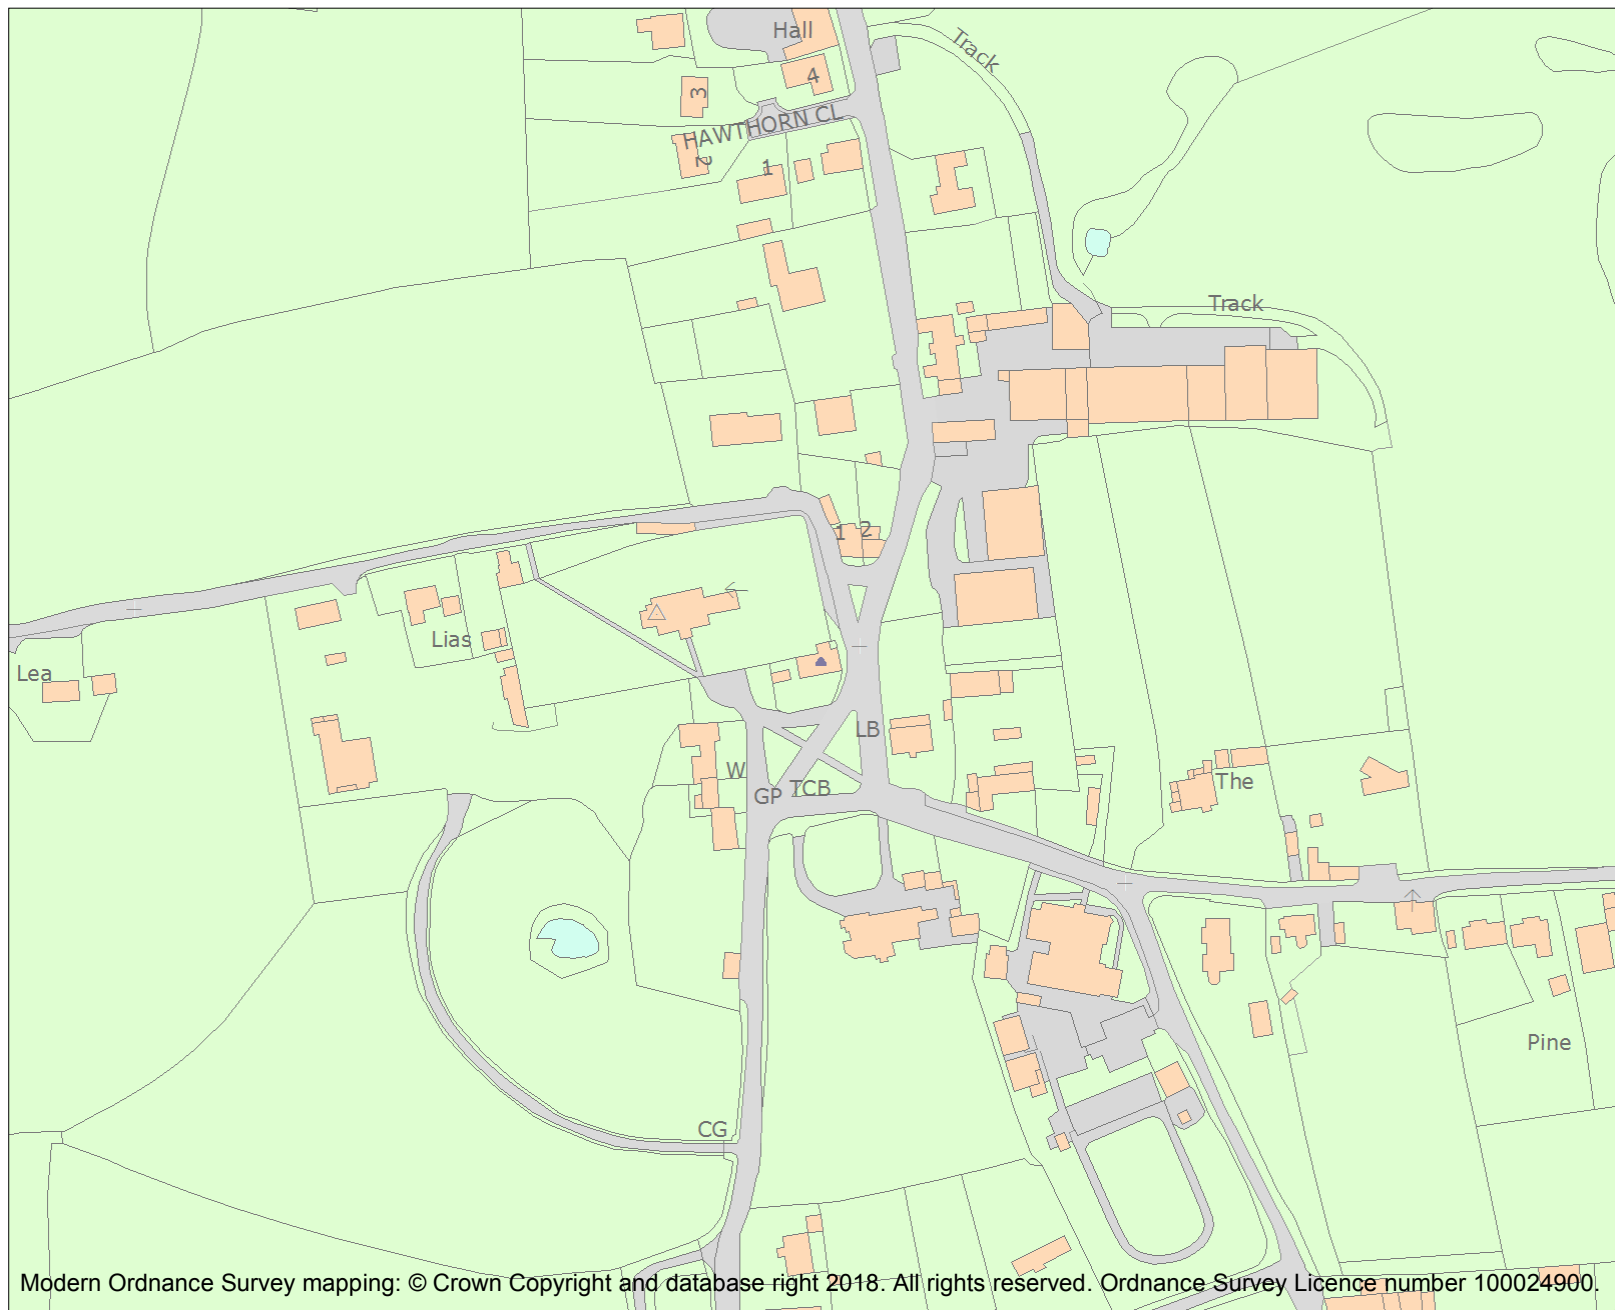 Hall
Track
4
3
HAWTHORN CL
2
1
Track
1 2
Lias
Lea
LB
W
The
GP TCB
Pine
CG
Modern Ordnance Survey mapping: © Crown Copyright and database right 2018. All rights reserved. Ordnance Survey Licence number 100024900.